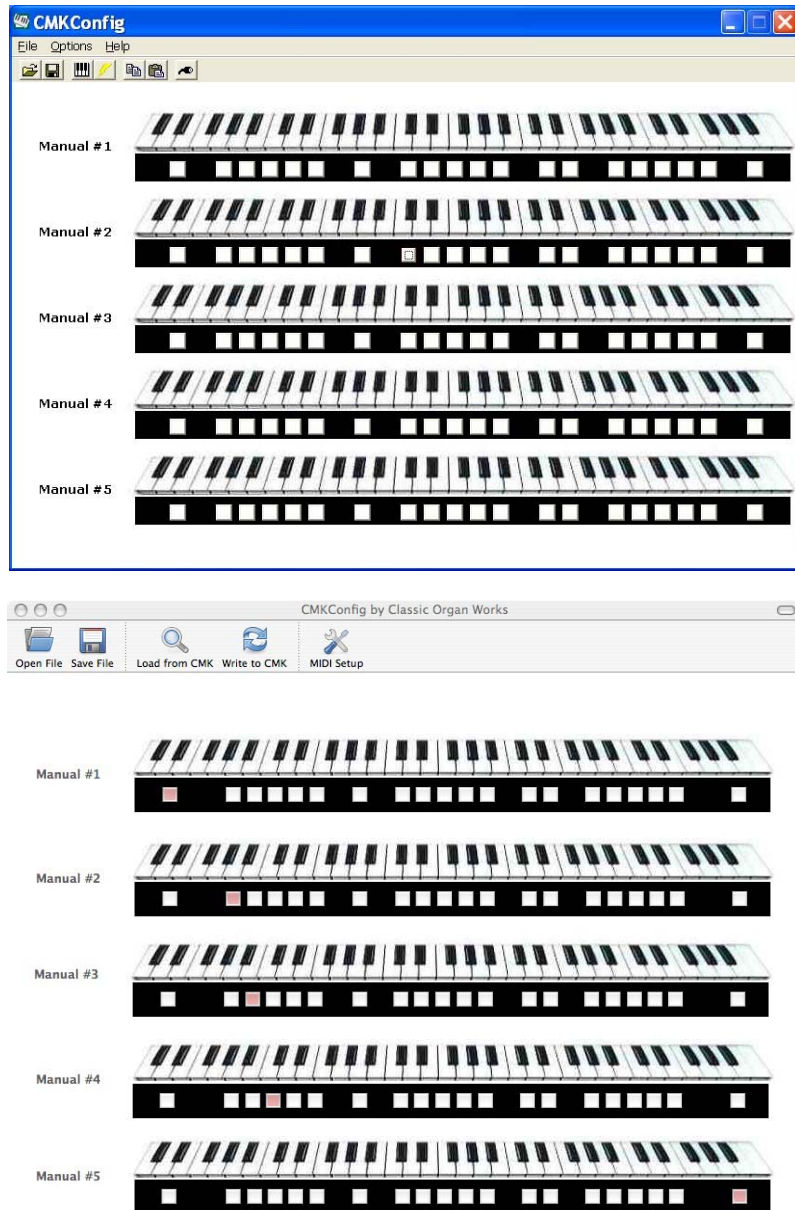 CMKConfig
File Options Help
Manual #1
Manual #2
Manual #3
Manual #4
Manual #5
CMKConfig by Classic Organ Works
Open File Save File Load from CMK Write to CMK MIDI Setup
Manual #1
Manual #2
Manual #3
Manual #4
Manual #5